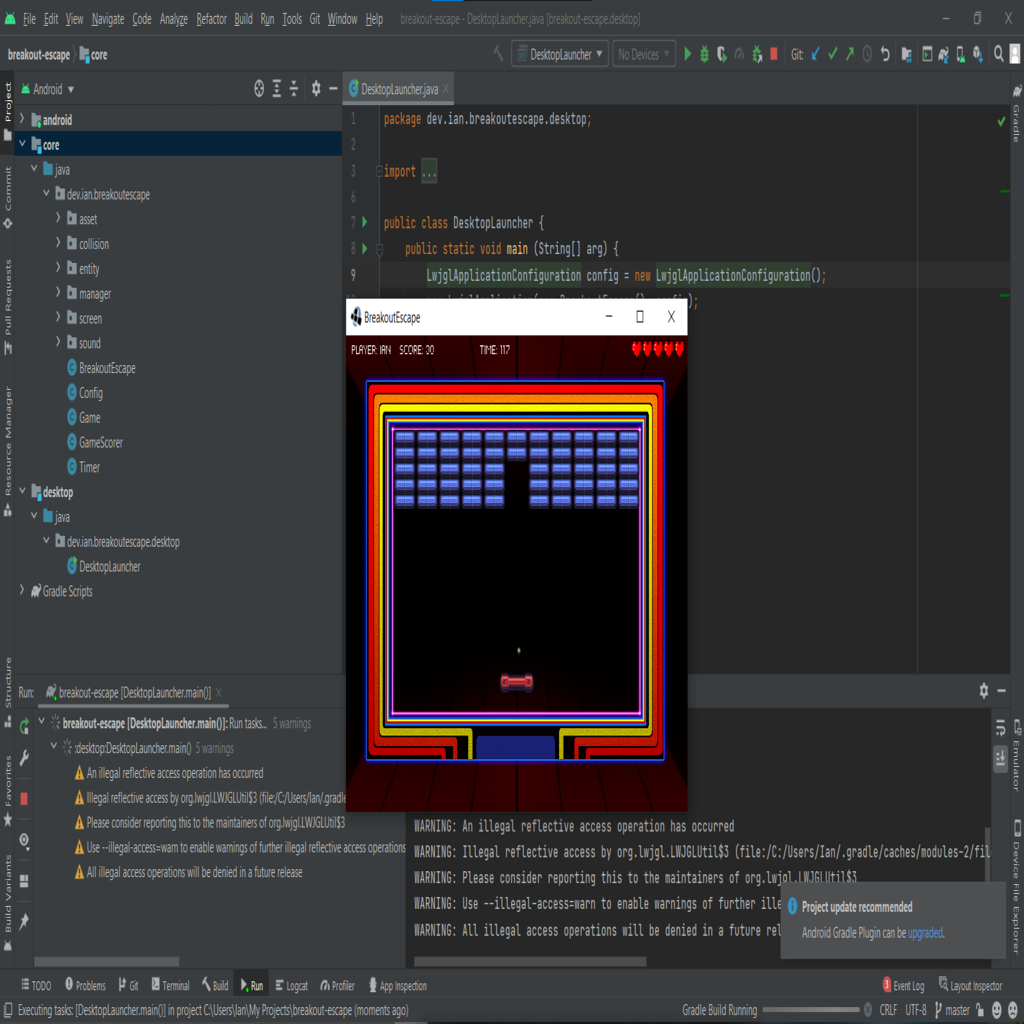 File Edit View Navigate Code Analyze Refactor Build Run Tools Git Window Help breakout-escape - DesktopLauncher.java [breakout-escape.desktop]
breakout-escape core DesktopLauncher No Devices Git:
Project
Commit
Pull Requests
Resource Manager
Structure
Favorites
Build Variants
Android
android
core
java
dev.ian.breakoutescape
asset
collision
entity
manager
screen
sound
BreakoutEscape
Config
Game
GameScorer
Timer
desktop
java
dev.ian.breakoutescape.desktop
DesktopLauncher
Gradle Scripts
DesktopLauncher.java
1 package dev.ian.breakoutescape.desktop;
2
3 import ...
6
7 public class DesktopLauncher {
8 public static void main (String[] arg) {
9 LwjglApplicationConfiguration config = new LwjglApplicationConfiguration();
BreakoutEscape
PLAYER: IAN SCORE: 30 TIME: 117
Gradle
Emulator
Device File Explorer
Run: breakout-escape [DesktopLauncher.main()]
breakout-escape [DesktopLauncher.main()]: Run tasks... 5 warnings
:desktop:DesktopLauncher.main() 5 warnings
An illegal reflective access operation has occurred
Illegal reflective access by org.lwjgl.LWJGLUtil$3 (file:/C:/Users/Ian/.gradle
Please consider reporting this to the maintainers of org.lwjgl.LWJGLUtil$3
Use --illegal-access=warn to enable warnings of further illegal reflective access operations
All illegal access operations will be denied in a future release
WARNING: An illegal reflective access operation has occurred
WARNING: Illegal reflective access by org.lwjgl.LWJGLUtil$3 (file:/C:/Users/Ian/.gradle/caches/modules-2/fil
WARNING: Please consider reporting this to the maintainers of org.lwjgl.LWJGLUtil$3
WARNING: Use --illegal-access=warn to enable warnings of further ille
WARNING: All illegal access operations will be denied in a future rel
Project update recommended
Android Gradle Plugin can be upgraded.
TODO Problems Git Terminal Build Run Logcat Profiler App Inspection 3 Event Log Layout Inspector
Executing tasks: [DesktopLauncher.main()] in project C:\Users\Ian\My Projects\breakout-escape (moments ago) Gradle Build Running CRLF UTF-8 master